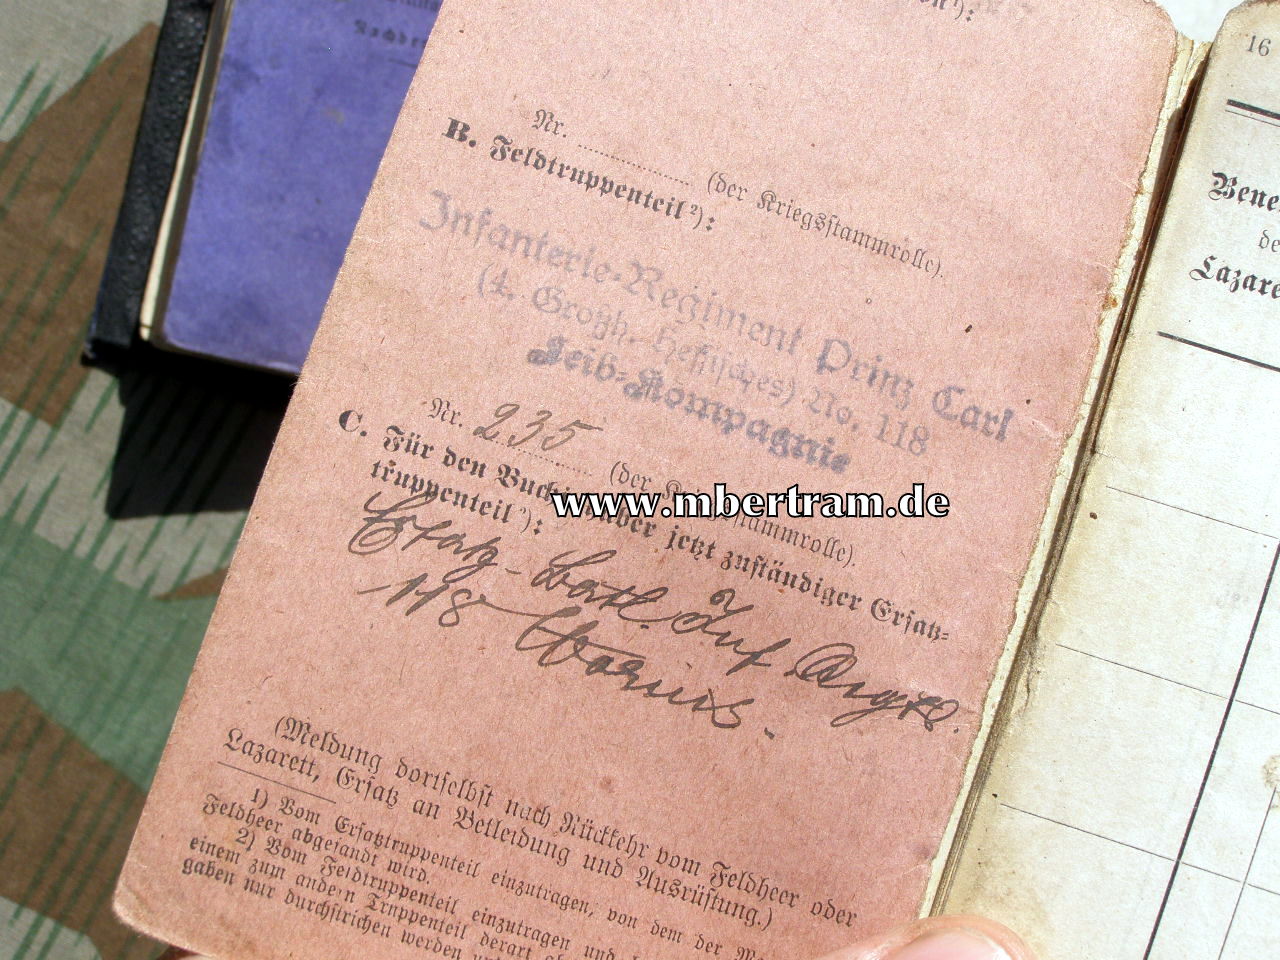 Nr. (der Kriegsstammrolle).
B. Feldtruppenteil²):
Infanterie-Regiment Prinz Carl
(4. Großh. Hessisches) No. 118
Leib-Kompagnie
Nr. 235 (der Kriegsstammrolle).
C. Für den Buchinhaber jetzt zuständiger Ersatz-
truppenteil²):
www.mbertram.de
Ersatz-Batl. Inf. Regts.
118 Worms.
(Meldung dortselbst nach Rückkehr vom Feldheer oder
Lazarett, Ersatz an Bekleidung und Ausrüstung.)
1) Vom Ersatztruppenteil einzutragen, von dem der
Feldheer abgesandt wird.
2) Vom Feldtruppenteil einzutragen und
einem zum andern Truppenteil derart
gaben nur durchstrichen werden
16
Lazare